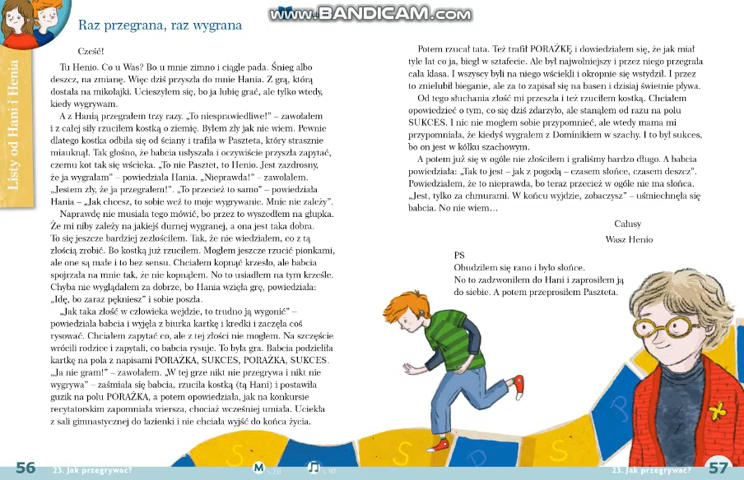 www.BANDICAM.com
Listy od Hani i Henia
Raz przegrana, raz wygrana
Cześć!
Tu Henio. Co u Was? Bo u mnie zimno i ciągle pada. Śnieg albo
deszcz, na zmianę. Więc dziś przyszła do mnie Hania. Z grą, którą
dostała na mikołajki. Ucieszyłem się, bo ja lubię grać, ale tylko wtedy,
kiedy wygrywam.
A z Hanią przegrałem trzy razy. „To niesprawiedliwe!” – zawołałem
i z całej siły rzuciłem kostką o ziemię. Byłem zły jak nie wiem. Pewnie
dlatego kostka odbiła się od ściany i trafiła w Paszteta, który strasznie
miauknął. Tak głośno, że babcia usłyszała i oczywiście przyszła zapytać,
czemu kot tak się wścieka. „To nie Pasztet, to Henio. Jest zazdrosny,
że ja wygrałam” – powiedziała Hania. „Nieprawda!” – zawołałem.
„Jestem zły, że ja przegrałem!”. „To przecież to samo” – powiedziała
Hania – „Jak chcesz, to sobie weź to moje wygrywanie. Mnie nie zależy”.
Naprawdę nie musiała tego mówić, bo przez to wyszedłem na głupka.
Że mi niby zależy na jakiejś durnej wygranej, a ona jest taka dobra.
To się jeszcze bardziej zezłościłem. Tak, że nie wiedziałem, co z tą
złością zrobić. Bo kostką już rzuciłem. Mogłem jeszcze rzucić pionkami,
ale one są małe i to bez sensu. Chciałem kopnąć krzesło, ale babcia
spojrzała na mnie tak, że nie kopnąłem. No to usiadłem na tym krześle.
Chyba nie wyglądałem za dobrze, bo Hania wzięła grę, powiedziała:
„Idę, bo zaraz pękniesz” i sobie poszła.
„Jak taka złość w człowieka wejdzie, to trudno ją wygonić” –
powiedziała babcia i wyjęła z biurka kartkę i kredki i zaczęła coś
rysować. Chciałem zapytać co, ale z tej złości nie mogłem. Na szczęście
wrócili rodzice i zapytali, co babcia rysuje. To była gra. Babcia podzieliła
kartkę na pola z napisami PORAŻKA, SUKCES, PORAŻKA, SUKCES.
„Ja nie gram!” – zawołałem. „W tej grze nikt nie przegrywa i nikt nie
wygrywa” – zaśmiała się babcia, rzuciła kostką (tą Hani) i postawiła
guzik na polu PORAŻKA, a potem opowiedziała, jak na konkursie
recytatorskim zapomniała wiersza, chociaż wcześniej umiała. Uciekła
z sali gimnastycznej do łazienki i nie chciała wyjść do końca życia.
56 23. Jak przegrywać?
Potem rzucał tata. Też trafił PORAŻKĘ i dowiedziałem się, że jak miał
tyle lat co ja, biegł w sztafecie. Ale był najwolniejszy i przez niego przegrała
cała klasa. I wszyscy byli na niego wściekli i okropnie się wstydził. I przez
to znielubił bieganie, ale za to zapisał się na basen i dzisiaj świetnie pływa.
Od tego słuchania złość mi przeszła i też rzuciłem kostką. Chciałem
opowiedzieć o tym, co się dziś zdarzyło, ale stanąłem od razu na polu
SUKCES. I nic nie mogłem sobie przypomnieć, ale wtedy mama mi
przypomniała, że kiedyś wygrałem z Dominikiem w szachy. I to był sukces,
bo on jest w kółku szachowym.
A potem już się w ogóle nie złościłem i graliśmy bardzo długo. A babcia
powiedziała: „Tak to jest – jak z pogodą – czasem słońce, czasem deszcz”.
Powiedziałem, że to nieprawda, bo teraz przecież w ogóle nie ma słońca.
„Jest, tylko za chmurami. W końcu wyjdzie, zobaczysz” – uśmiechnęła się
babcia. No nie wiem…
Całusy
Wasz Henio
PS
Obudziłem się rano i było słońce.
No to zadzwoniłem do Hani i zaprosiłem ją
do siebie. A potem przeprosiłem Paszteta.
S
P
S
P
S
23. Jak przegrywać? 57